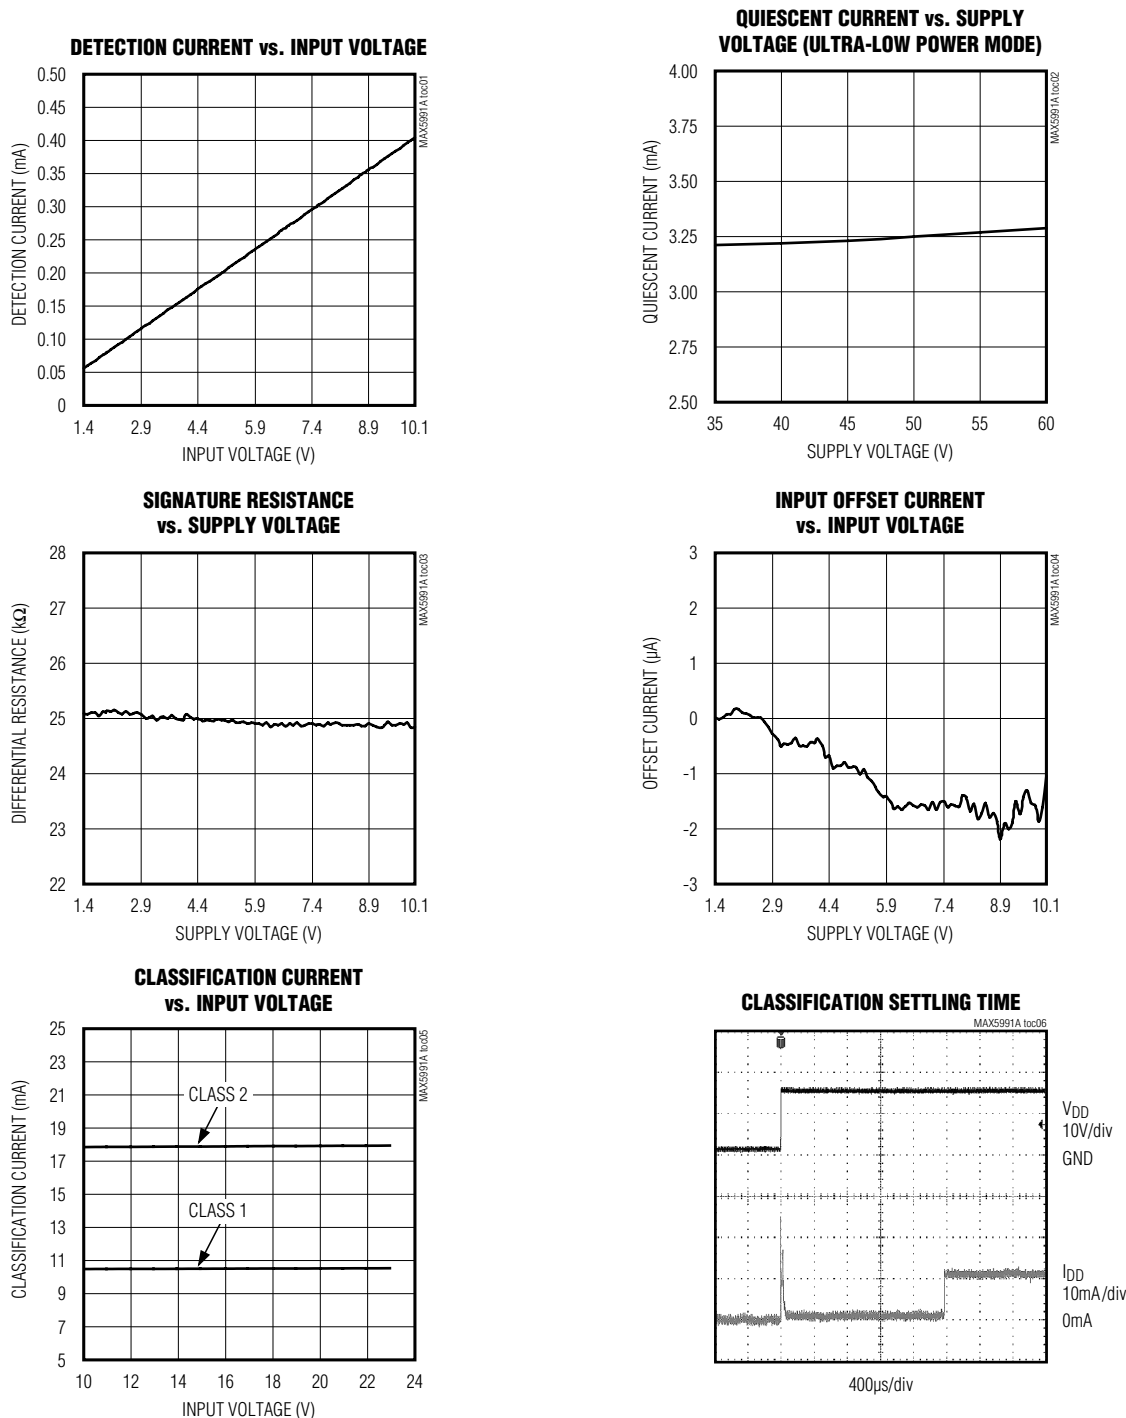 DETECTION CURRENT vs. INPUT VOLTAGE
MAX5991A toc01
DETECTION CURRENT (mA)
0.50
0.45
0.40
0.35
0.30
0.25
0.20
0.15
0.10
0.05
0
1.4 2.9 4.4 5.9 7.4 8.9 10.1
INPUT VOLTAGE (V)
QUIESCENT CURRENT vs. SUPPLY
VOLTAGE (ULTRA-LOW POWER MODE)
MAX5991A toc02
QUIESCENT CURRENT (mA)
4.00
3.75
3.50
3.25
3.00
2.75
2.50
35 40 45 50 55 60
SUPPLY VOLTAGE (V)
SIGNATURE RESISTANCE
vs. SUPPLY VOLTAGE
MAX5991A toc03
DIFFERENTIAL RESISTANCE (kΩ)
28
27
26
25
24
23
22
1.4 2.9 4.4 5.9 7.4 8.9 10.1
SUPPLY VOLTAGE (V)
INPUT OFFSET CURRENT
vs. INPUT VOLTAGE
MAX5991A toc04
OFFSET CURRENT (µA)
3
2
1
0
-1
-2
-3
1.4 2.9 4.4 5.9 7.4 8.9 10.1
SUPPLY VOLTAGE (V)
CLASSIFICATION CURRENT
vs. INPUT VOLTAGE
MAX5991A toc05
CLASSIFICATION CURRENT (mA)
25
23
21
19
17
15
13
11
9
7
5
CLASS 2
CLASS 1
10 12 14 16 18 20 22 24
INPUT VOLTAGE (V)
CLASSIFICATION SETTLING TIME
MAX5991A toc06
VDD
10V/div
GND
IDD
10mA/div
0mA
400µs/div